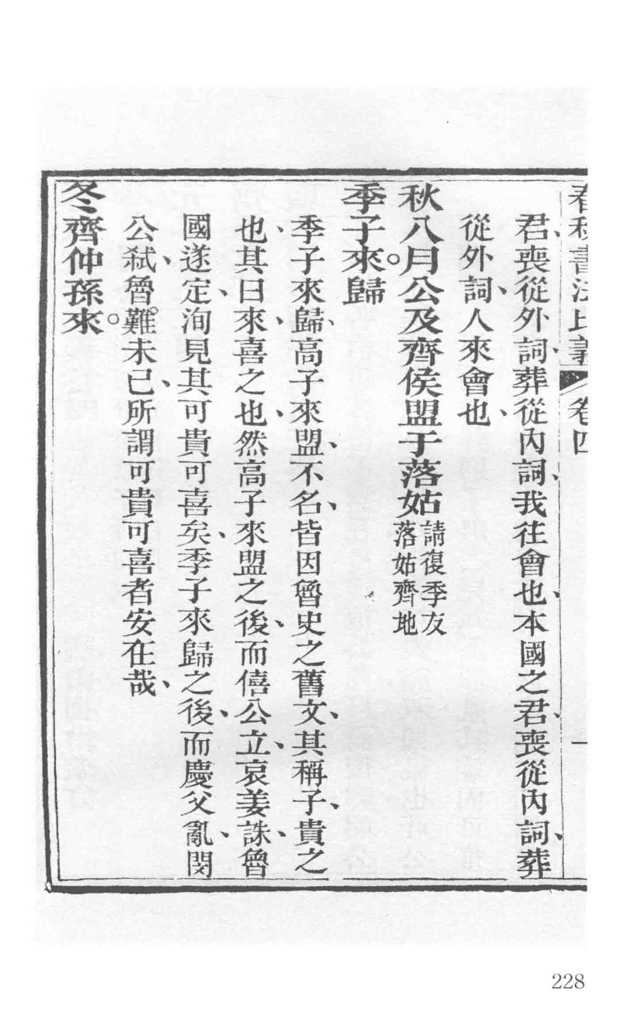 春秋書法比義 卷四 一
君喪從外詞、葬從內詞、我往會也、本國之君、喪從內詞、葬
從外詞、人來會也、
秋八月。公及齊侯盟于落姑請復季友落姑齊地
季子來歸
季子來歸、高子來盟、不名、皆因魯史之舊文、其稱子、貴之
也、其曰來、喜之也、然高子來盟之後、而僖公立、哀姜誅、魯
國遂定、洵見其可貴可喜矣、季子來歸之後、而慶父亂、閔
公弒、魯難未已、所謂可貴可喜者安在哉、
冬齊仲孫來。
228